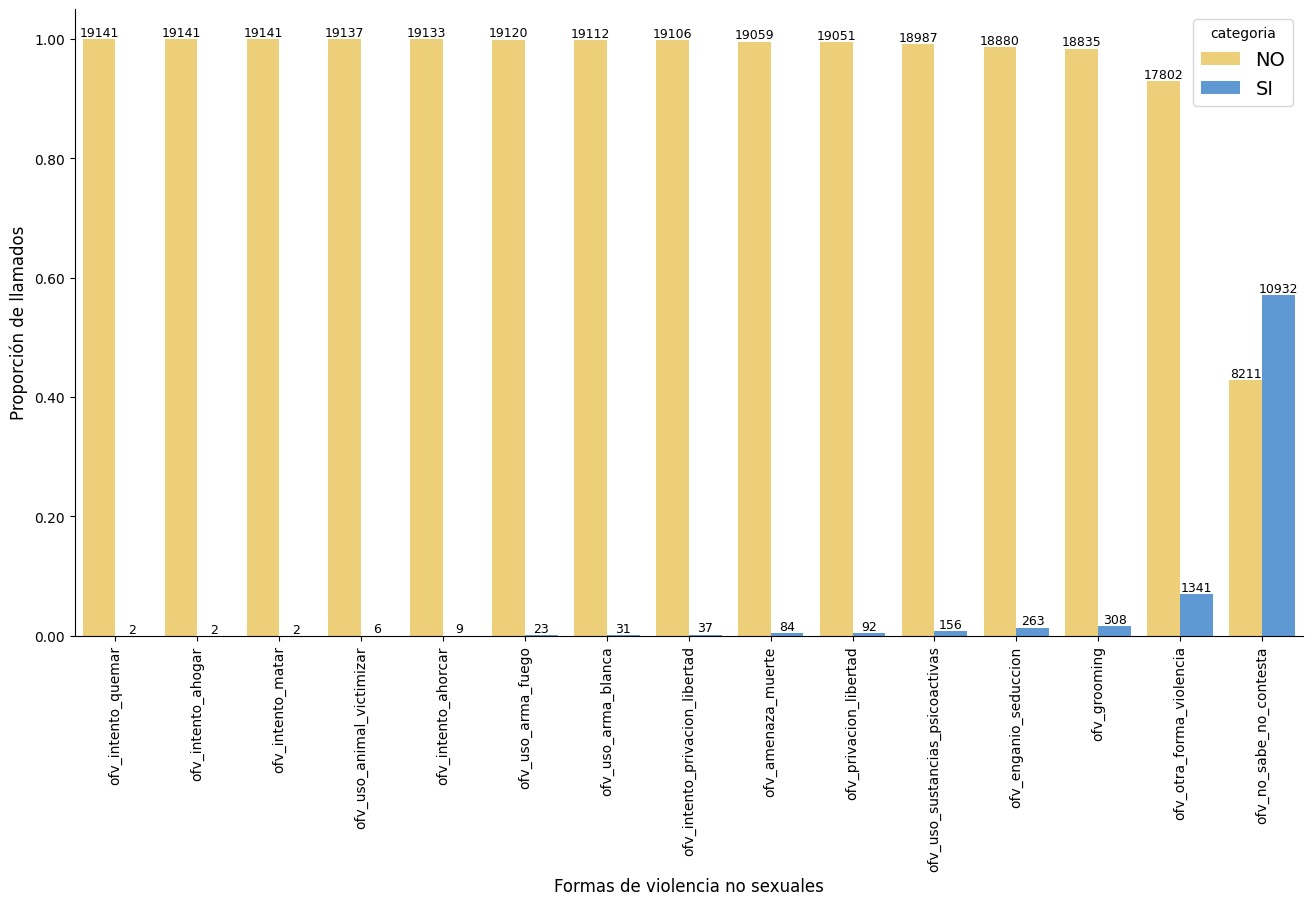 19141 19141 19141 19137 19133 19120 19112 19106 19059 19051 18987 18880 18835 17802 8211
2 2 2 6 9 23 31 37 84 92 156 263 308 1341 10932
categoria
NO
SI
Proporción de llamados
1.00
0.80
0.60
0.40
0.20
0.00
ofv_intento_quemar
ofv_intento_ahogar
ofv_intento_matar
ofv_uso_animal_victimizar
ofv_intento_ahorcar
ofv_uso_arma_fuego
ofv_uso_arma_blanca
ofv_intento_privacion_libertad
ofv_amenaza_muerte
ofv_privacion_libertad
ofv_uso_sustancias_psicoactivas
ofv_enganio_seduccion
ofv_grooming
ofv_otra_forma_violencia
ofv_no_sabe_no_contesta
Formas de violencia no sexuales